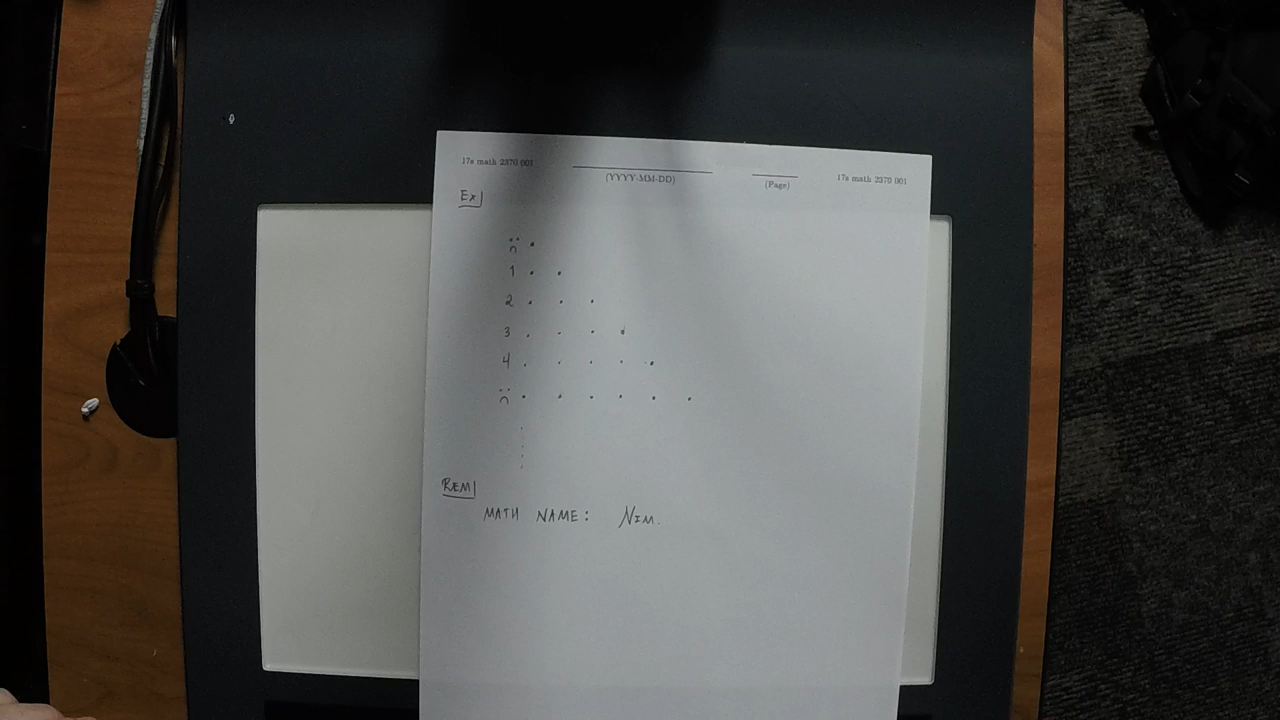 17s math 2370 001 (YYYY-MM-DD) (Page) 17s math 2370 001
Ex
1
2
3
4
REM
MATH NAME: NIM.